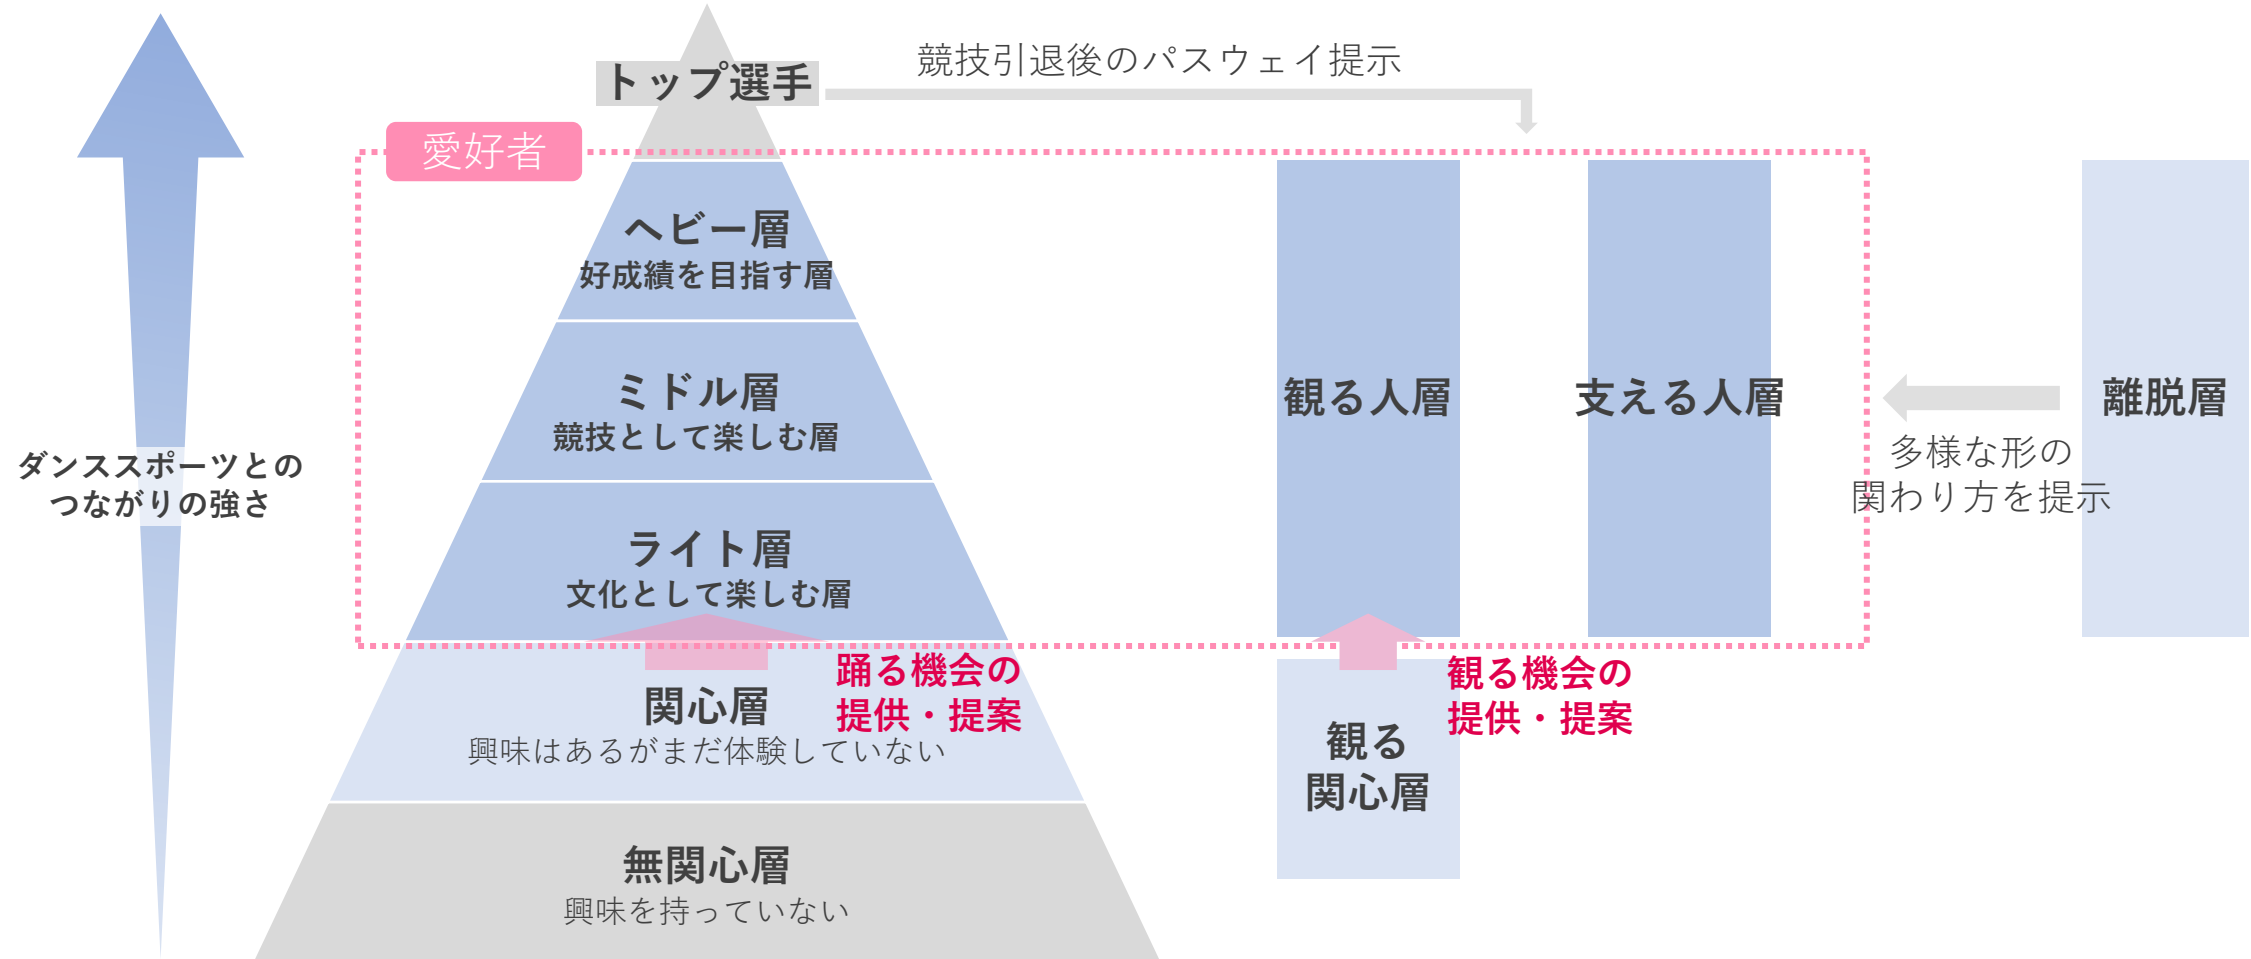 トップ選手
競技引退後のパスウェイ提示
愛好者
ヘビー層
好成績を目指す層
ミドル層
競技として楽しむ層
観る人層
支える人層
離脱層
多様な形の
関わり方を提示
ダンススポーツとの
つながりの強さ
ライト層
文化として楽しむ層
踊る機会の
提供・提案
関心層
興味はあるがまだ体験していない
観る機会の
提供・提案
観る
関心層
無関心層
興味を持っていない